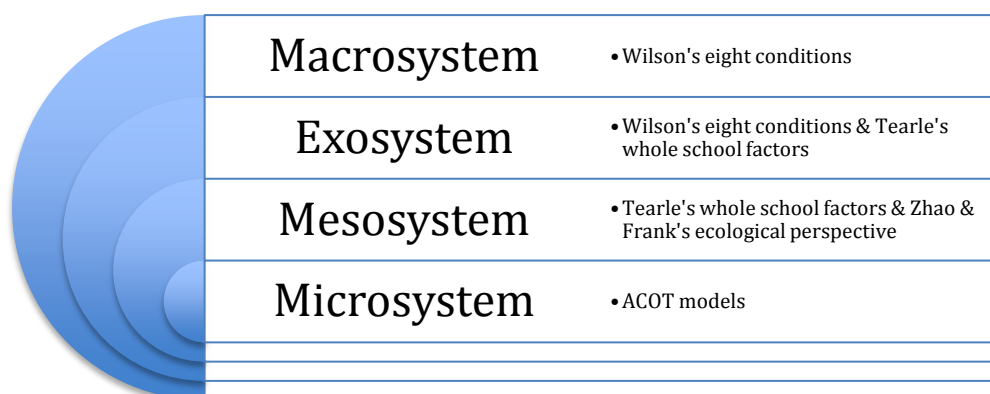 Macrosystem
•Wilson's eight conditions
Exosystem
•Wilson's eight conditions & Tearle's
whole school factors
Mesosystem
•Tearle's whole school factors & Zhao &
Frank's ecological perspective
Microsystem
•ACOT models